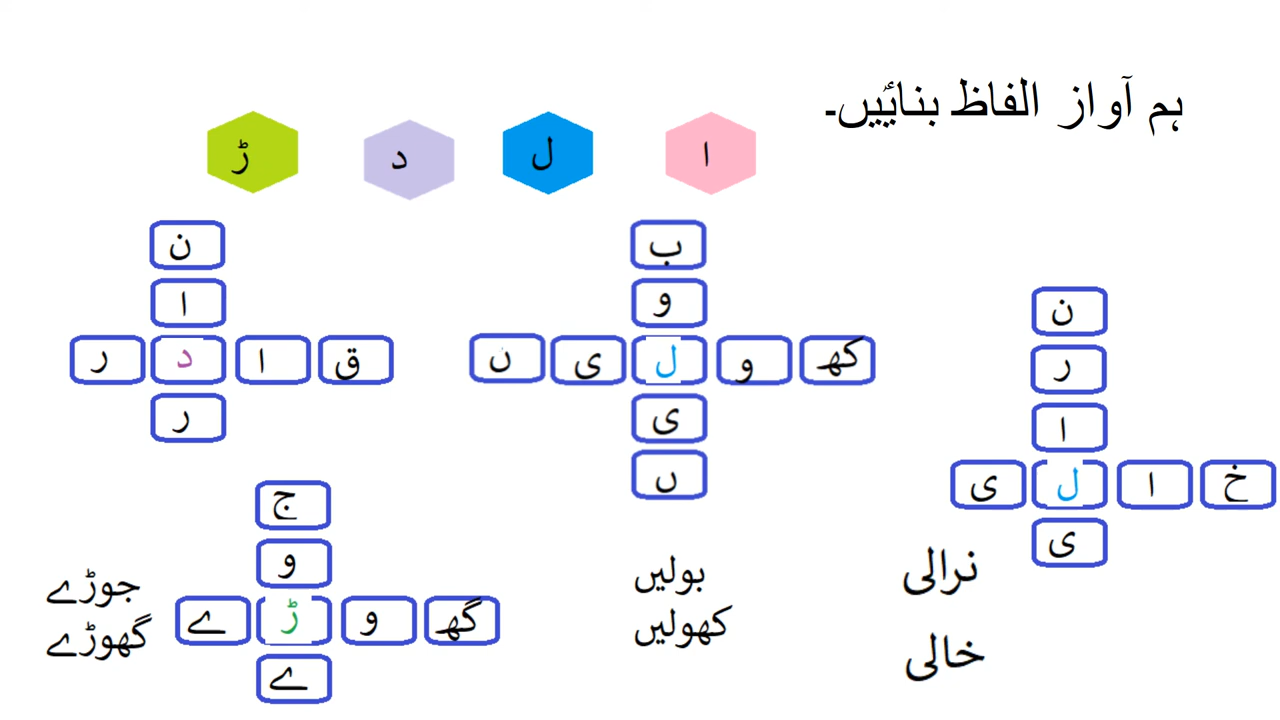 ہم آواز الفاظ بنائیں۔
ا ل د ڑ
ن
ا
ق ا د ر
ر
ب
و
کھ و ل ی ن
ی
ں
ن
ر
ا
خ ا ل ی
ی
ج
و
گھ و ڑ ے
ے
نرالی
خالی
بولیں
کھولیں
جوڑے
گھوڑے